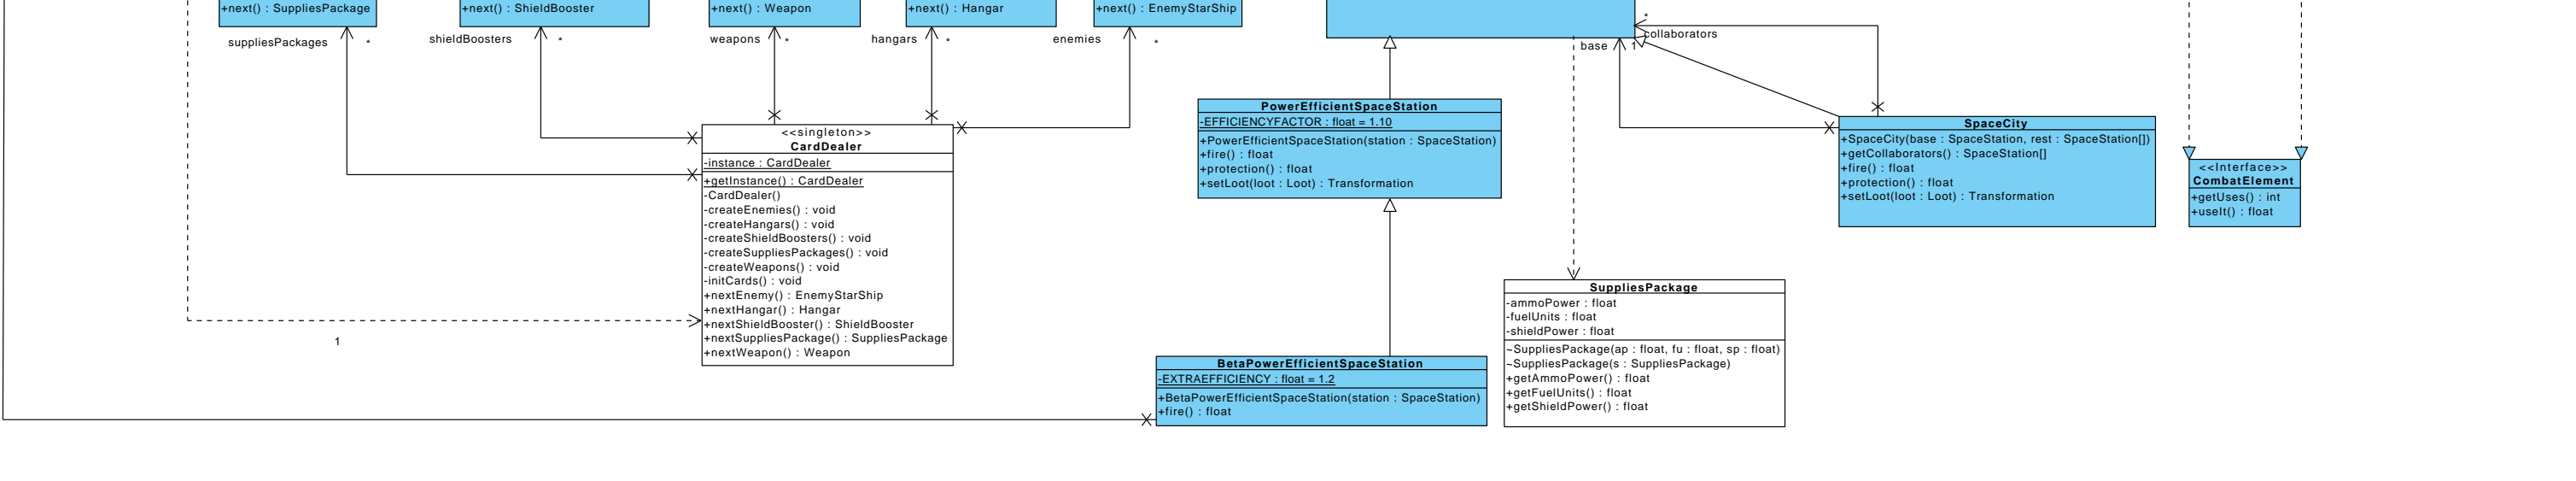 +next() : SuppliesPackage
+next() : ShieldBooster
+next() : Weapon
+next() : Hangar
+next() : EnemyStarShip
suppliesPackages
*
shieldBoosters
*
weapons
*
hangars
*
enemies
*
base
1
*
collaborators
<<singleton>>
CardDealer
-instance : CardDealer
+getInstance() : CardDealer
-CardDealer()
-createEnemies() : void
-createHangars() : void
-createShieldBoosters() : void
-createSuppliesPackages() : void
-createWeapons() : void
-initCards() : void
+nextEnemy() : EnemyStarShip
+nextHangar() : Hangar
+nextShieldBooster() : ShieldBooster
+nextSuppliesPackage() : SuppliesPackage
+nextWeapon() : Weapon
1
PowerEfficientSpaceStation
-EFFICIENCYFACTOR : float = 1.10
+PowerEfficientSpaceStation(station : SpaceStation)
+fire() : float
+protection() : float
+setLoot(loot : Loot) : Transformation
SpaceCity
+SpaceCity(base : SpaceStation, rest : SpaceStation[])
+getCollaborators() : SpaceStation[]
+fire() : float
+protection() : float
+setLoot(loot : Loot) : Transformation
<<Interface>>
CombatElement
+getUses() : int
+useIt() : float
SuppliesPackage
-ammoPower : float
-fuelUnits : float
-shieldPower : float
~SuppliesPackage(ap : float, fu : float, sp : float)
~SuppliesPackage(s : SuppliesPackage)
+getAmmoPower() : float
+getFuelUnits() : float
+getShieldPower() : float
BetaPowerEfficientSpaceStation
-EXTRAEFFICIENCY : float = 1.2
+BetaPowerEfficientSpaceStation(station : SpaceStation)
+fire() : float